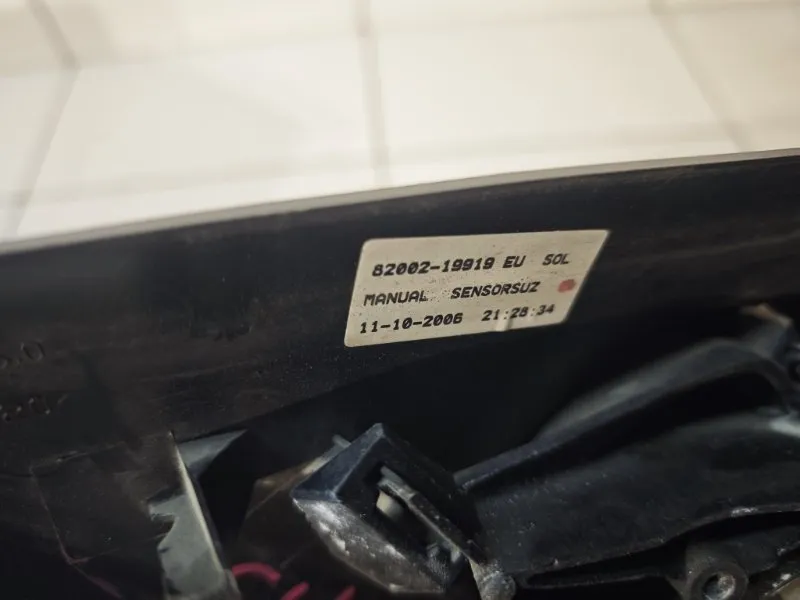 82002-19919 EU SOL
MANUAL SENSORSUZ
11-10-2006 21:28:34